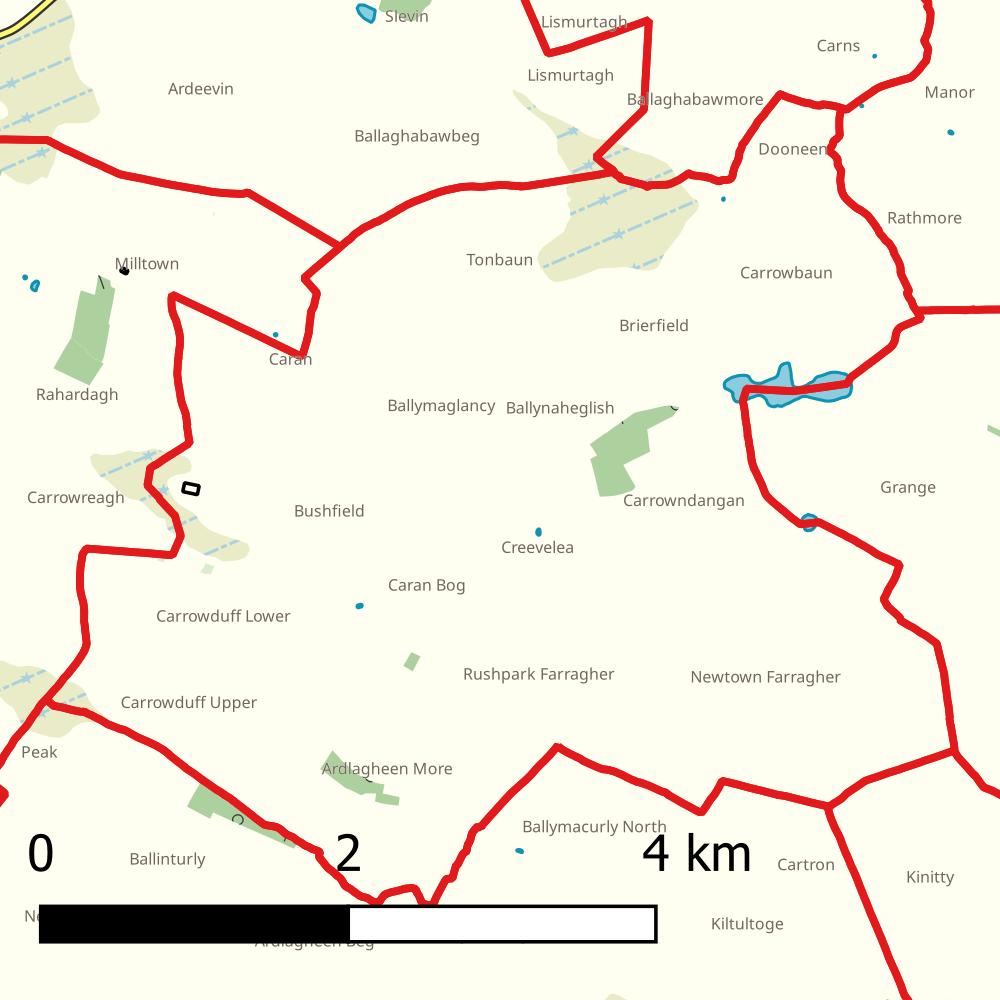 Slevin
Lismurtagh
Carns
Lismurtagh
Ardeevin
Manor
Ballaghabawmore
Ballaghabawbeg
Dooneen
Rathmore
Tonbaun
Milltown
Carrowbaun
Brierfield
Caran
Rahardagh
Ballymaglancy
Ballynaheglish
Grange
Carrowreagh
Carrowndangan
Bushfield
Creevelea
Caran Bog
Carrowduff Lower
Rushpark Farragher
Newtown Farragher
Carrowduff Upper
Peak
Ardlagheen More
Ballymacurly North
0 2 4 km
Ballinturly
Cartron
Kinitty
Kiltultoge
Ardlagheen Beg